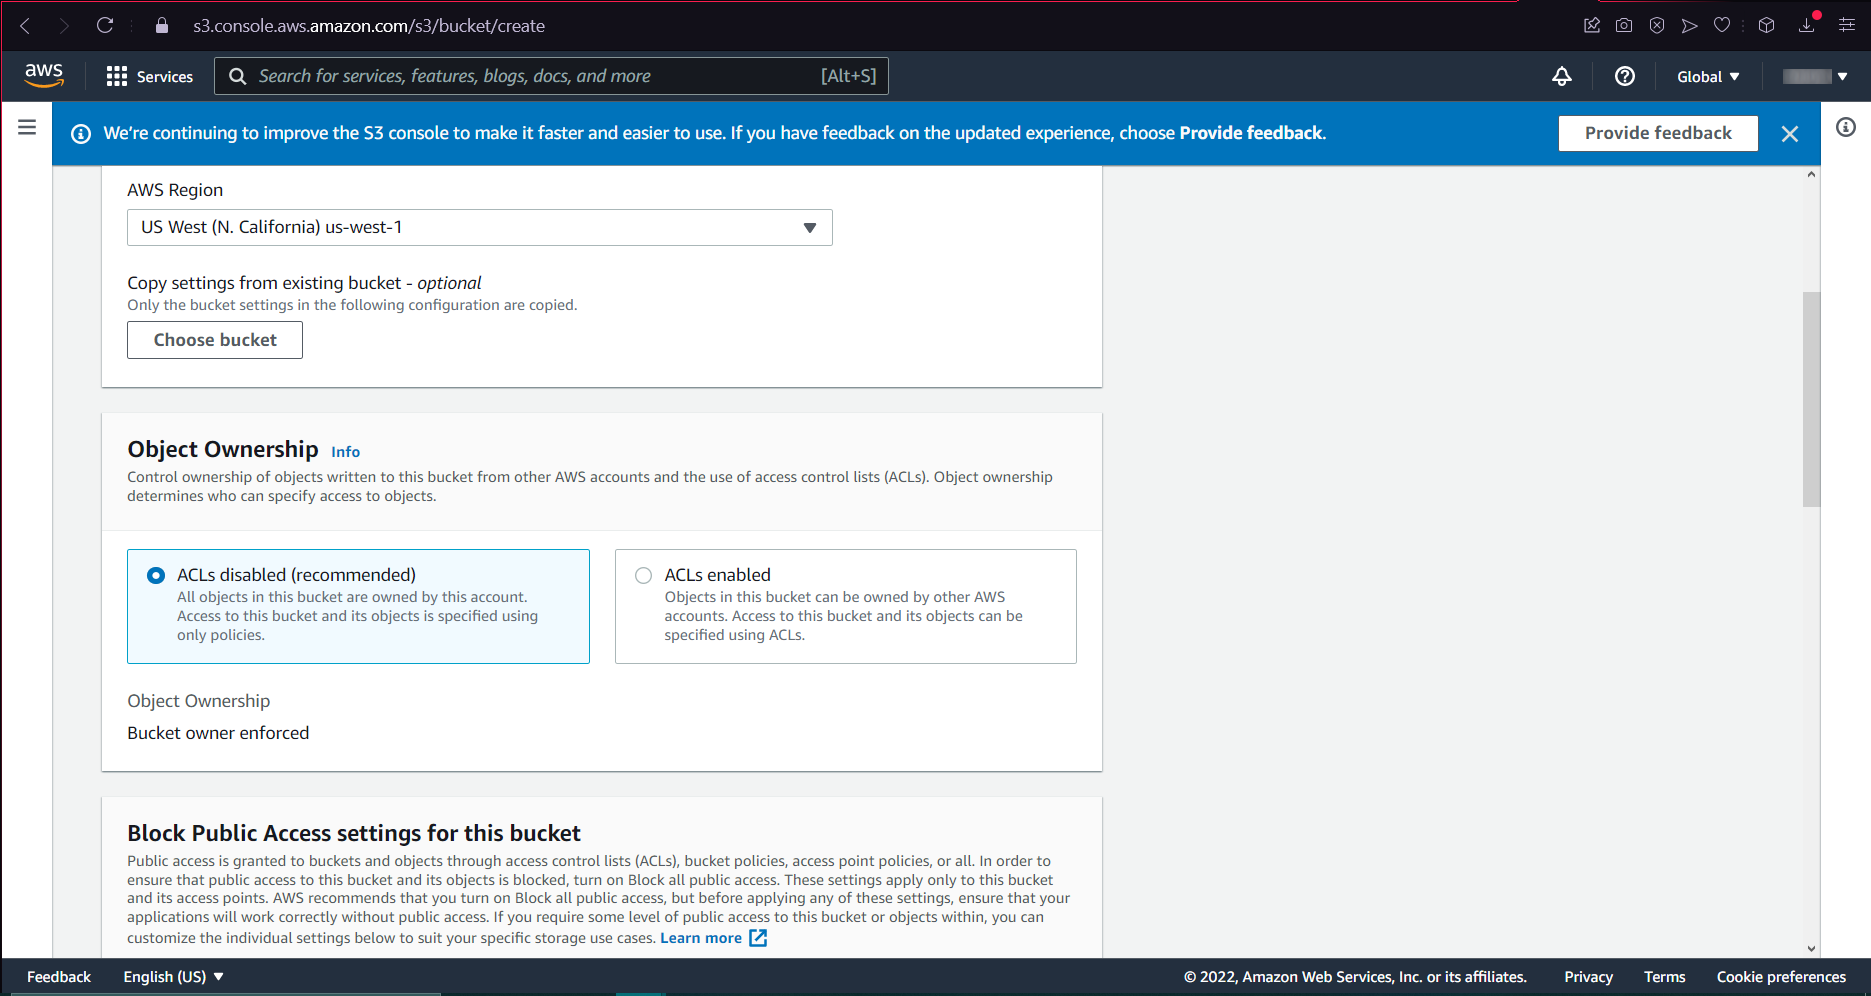 s3.console.aws.amazon.com/s3/bucket/create
aws
Services
Search for services, features, blogs, docs, and more
[Alt+S]
Global
We're continuing to improve the S3 console to make it faster and easier to use. If you have feedback on the updated experience, choose Provide feedback.
Provide feedback
AWS Region
US West (N. California) us-west-1
Copy settings from existing bucket - optional
Only the bucket settings in the following configuration are copied.
Choose bucket
Object Ownership Info
Control ownership of objects written to this bucket from other AWS accounts and the use of access control lists (ACLs). Object ownership
determines who can specify access to objects.
ACLs disabled (recommended)
All objects in this bucket are owned by this account.
Access to this bucket and its objects is specified using
only policies.
ACLs enabled
Objects in this bucket can be owned by other AWS
accounts. Access to this bucket and its objects can be
specified using ACLs.
Object Ownership
Bucket owner enforced
Block Public Access settings for this bucket
Public access is granted to buckets and objects through access control lists (ACLs), bucket policies, access point policies, or all. In order to
ensure that public access to this bucket and its objects is blocked, turn on Block all public access. These settings apply only to this bucket
and its access points. AWS recommends that you turn on Block all public access, but before applying any of these settings, ensure that your
applications will work correctly without public access. If you require some level of public access to this bucket or objects within, you can
customize the individual settings below to suit your specific storage use cases. Learn more
Feedback
English (US)
© 2022, Amazon Web Services, Inc. or its affiliates.
Privacy
Terms
Cookie preferences